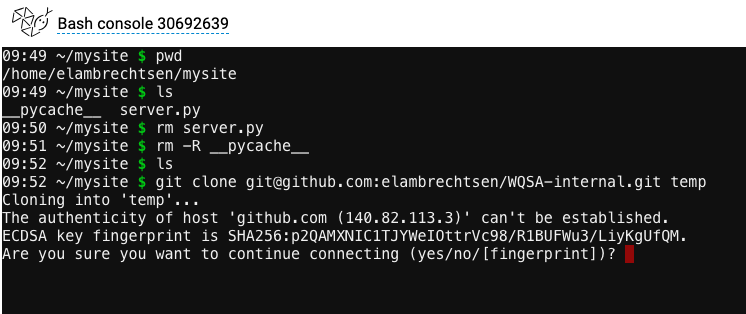 Bash console 30692639
09:49 ~/mysite $ pwd
/home/elambrechtsen/mysite
09:49 ~/mysite $ ls
__pycache__  server.py
09:50 ~/mysite $ rm server.py
09:51 ~/mysite $ rm -R __pycache__
09:52 ~/mysite $ ls
09:52 ~/mysite $ git clone git@github.com:elambrechtsen/WQSA-internal.git temp
Cloning into 'temp'...
The authenticity of host 'github.com (140.82.113.3)' can't be established.
ECDSA key fingerprint is SHA256:p2QAMXNIC1TJYWeIOttrVc98/R1BUFWu3/LiyKgUfQM.
Are you sure you want to continue connecting (yes/no/[fingerprint])?